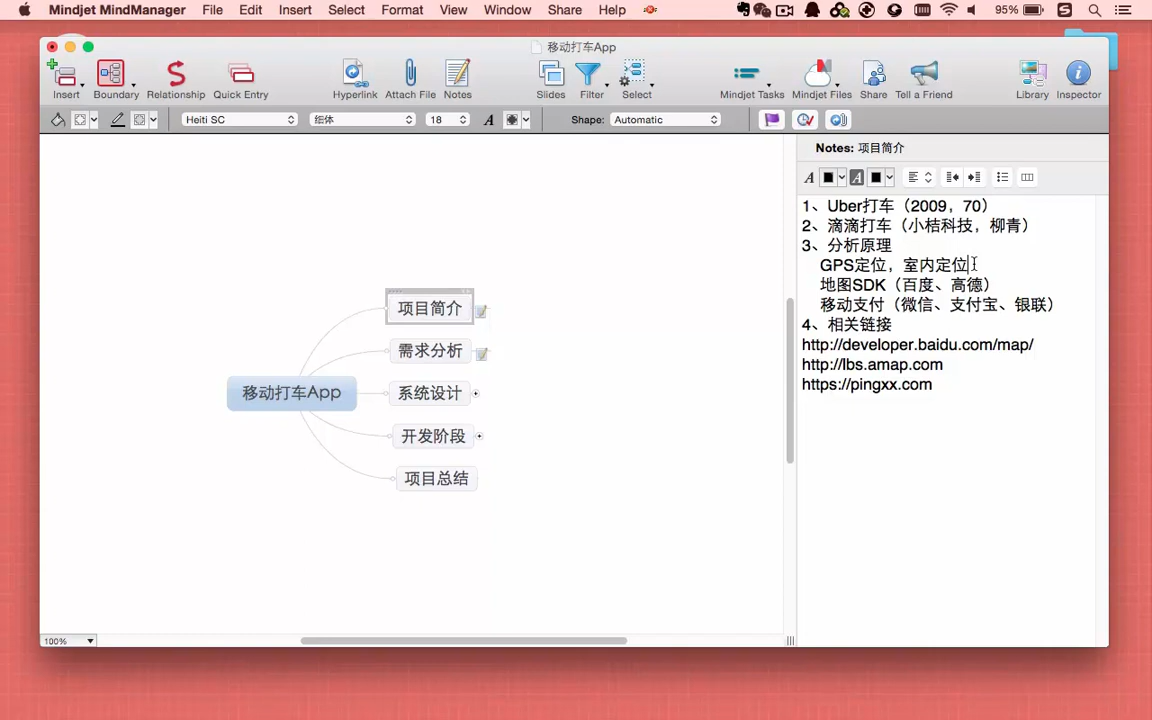 Mindjet MindManager File Edit Insert Select Format View Window Share Help 95%
移动打车App
Insert Boundary Relationship Quick Entry Hyperlink Attach File Notes Slides Filter Select Mindjet Tasks Mindjet Files Share Tell a Friend Library Inspector
Heiti SC 细体 18 A Shape: Automatic
Notes: 项目简介
1、Uber打车（2009，70）
2、滴滴打车（小桔科技，柳青）
3、分析原理
GPS定位，室内定位
地图SDK（百度、高德）
移动支付（微信、支付宝、银联）
4、相关链接
http://developer.baidu.com/map/
http://lbs.amap.com
https://pingxx.com
项目简介
需求分析
移动打车App
系统设计
开发阶段
项目总结
100%